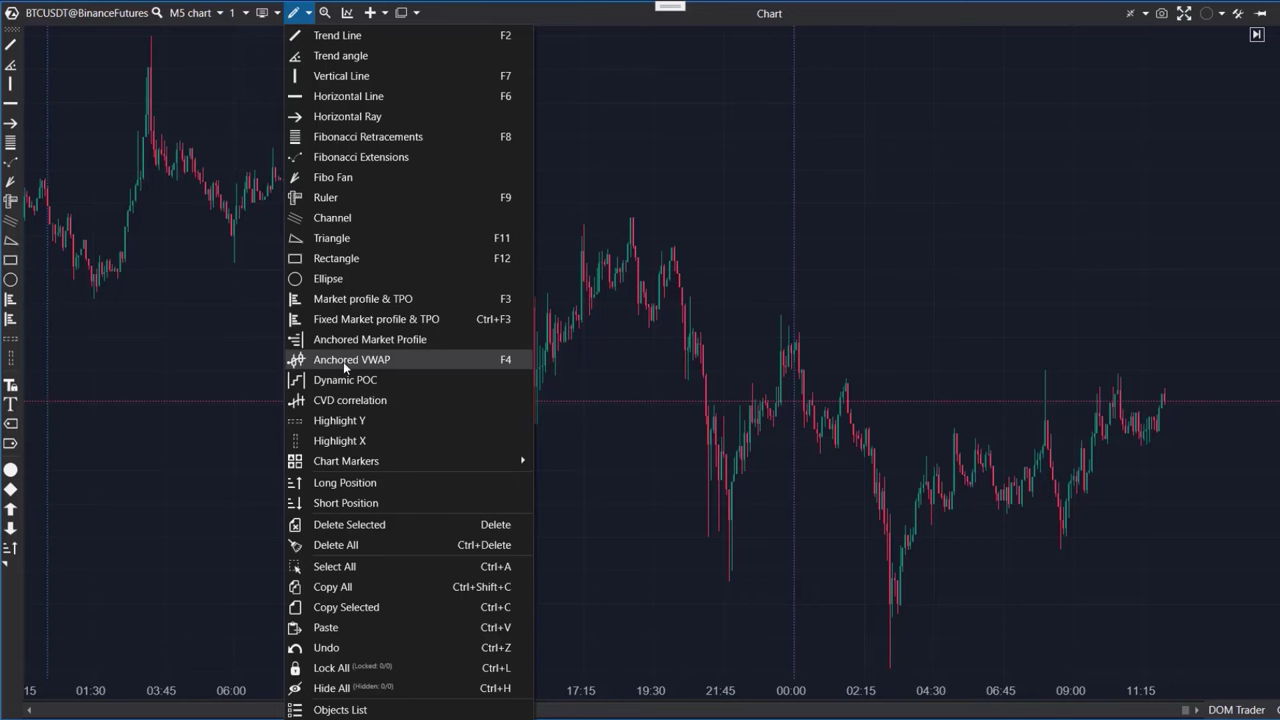 BTCUSDT@BinanceFutures M5 chart 1 Chart
Trend Line F2
Trend angle
Vertical Line F7
Horizontal Line F6
Horizontal Ray
Fibonacci Retracements F8
Fibonacci Extensions
Fibo Fan
Ruler F9
Channel
Triangle F11
Rectangle F12
Ellipse
Market profile & TPO F3
Fixed Market profile & TPO Ctrl+F3
Anchored Market Profile
Anchored VWAP F4
Dynamic POC
CVD correlation
Highlight Y
Highlight X
Chart Markers
Long Position
Short Position
Delete Selected Delete
Delete All Ctrl+Delete
Select All Ctrl+A
Copy All Ctrl+Shift+C
Copy Selected Ctrl+C
Paste Ctrl+V
Undo Ctrl+Z
Lock All (Locked: 0/0) Ctrl+L
Hide All (Hidden: 0/0) Ctrl+H
Objects List
15 01:30 03:45 06:00 17:15 19:30 21:45 00:00 02:15 04:30 06:45 09:00 11:15
DOM Trader